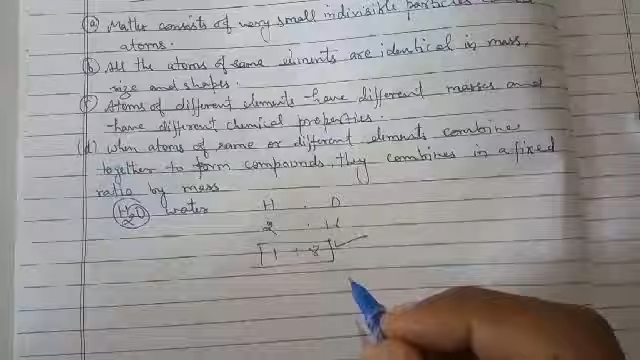 (a) Matter consists of very small indivisible particles
atoms.
(b) All the atoms of same elements are identical in mass,
size and shapes.
(c) Atoms of different elements have different masses and
have different chemical properties.
(d) when atoms of same or different elements combine
together to form compounds, they combines in a fixed
ratio by mass
H2O water H . O
2 .
[1 : 8]